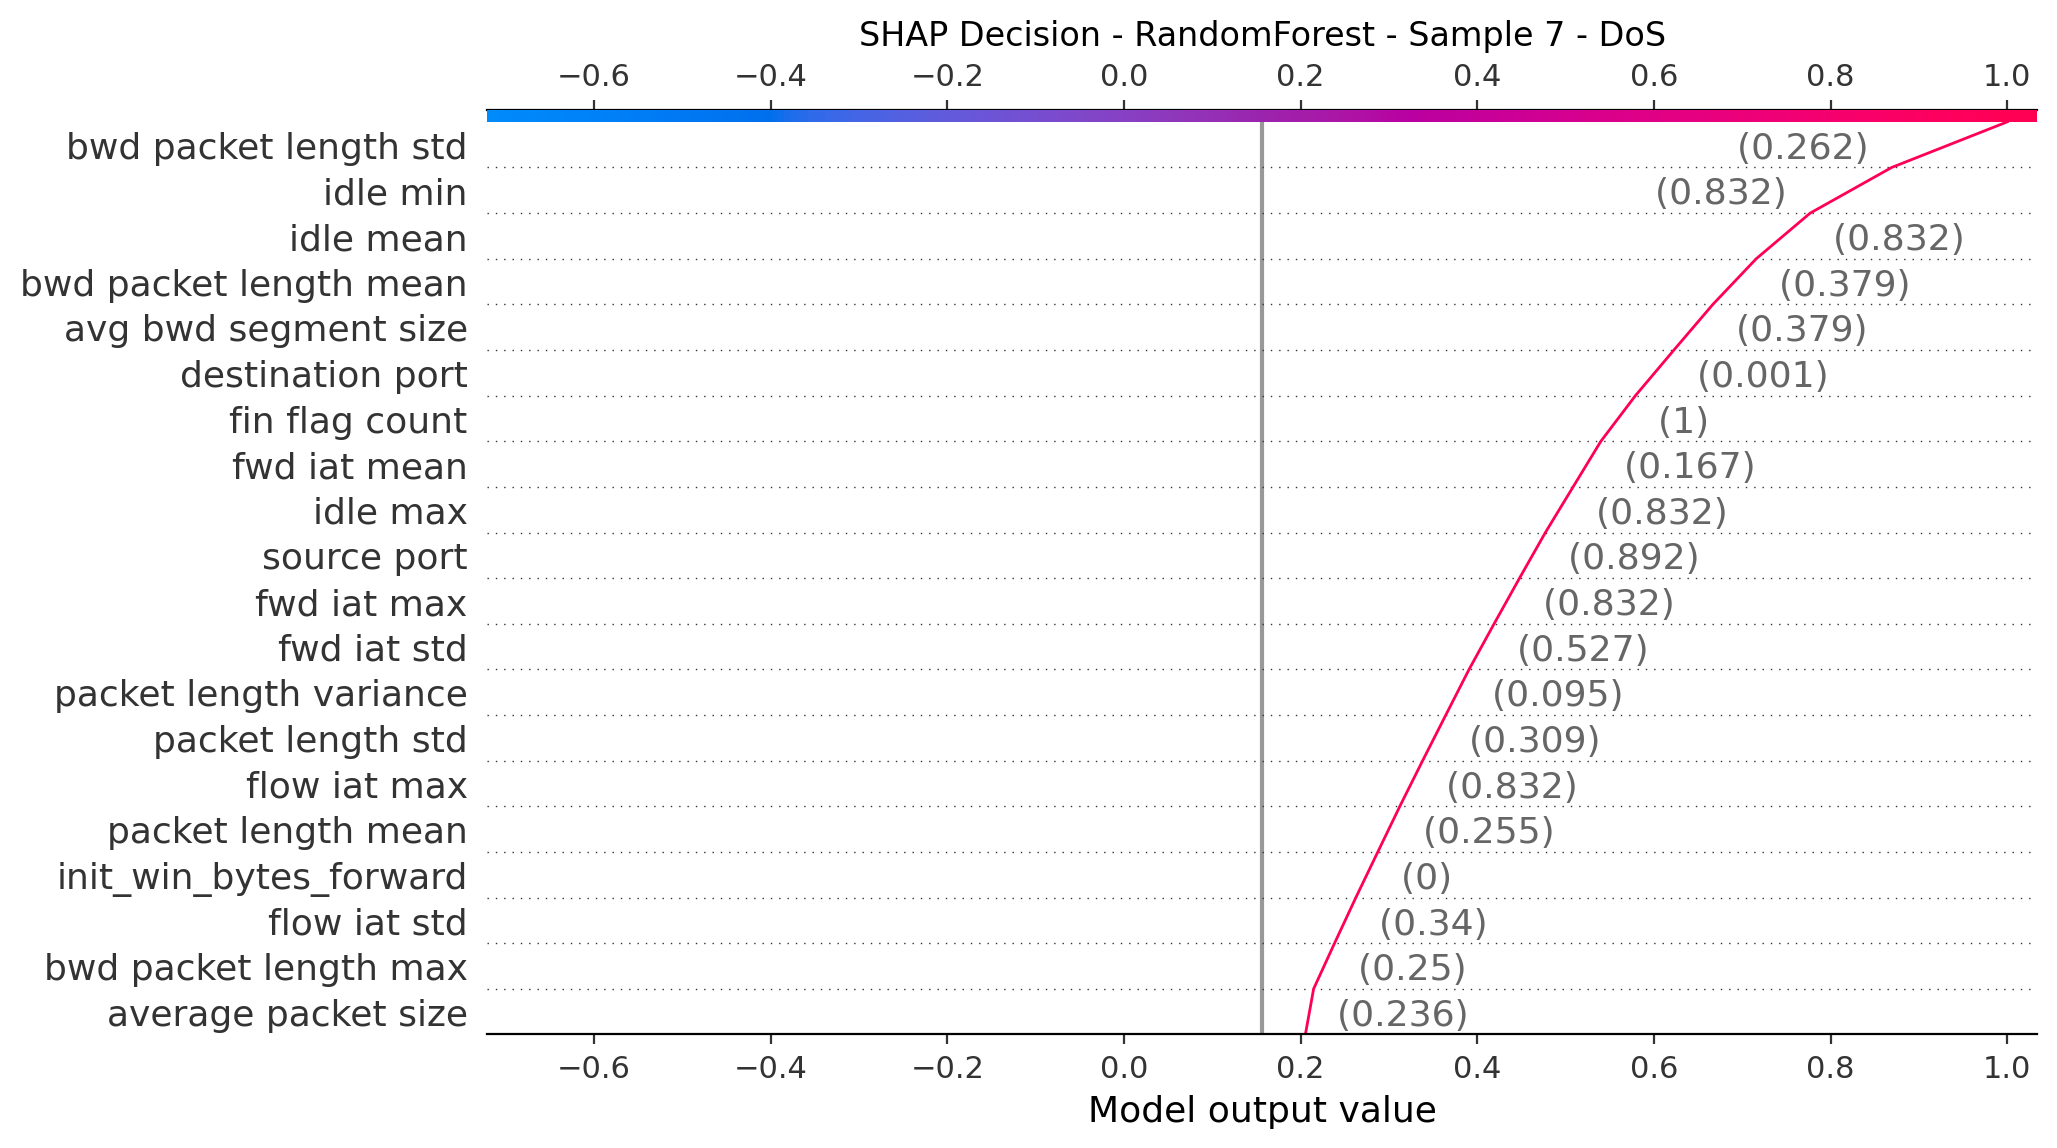 SHAP Decision - RandomForest - Sample 7 - DoS
−0.6 −0.4 −0.2 0.0 0.2 0.4 0.6 0.8 1.0
bwd packet length std (0.262)
idle min (0.832)
idle mean (0.832)
bwd packet length mean (0.379)
avg bwd segment size (0.379)
destination port (0.001)
fin flag count (1)
fwd iat mean (0.167)
idle max (0.832)
source port (0.892)
fwd iat max (0.832)
fwd iat std (0.527)
packet length variance (0.095)
packet length std (0.309)
flow iat max (0.832)
packet length mean (0.255)
init_win_bytes_forward (0)
flow iat std (0.34)
bwd packet length max (0.25)
average packet size (0.236)
−0.6 −0.4 −0.2 0.0 0.2 0.4 0.6 0.8 1.0
Model output value